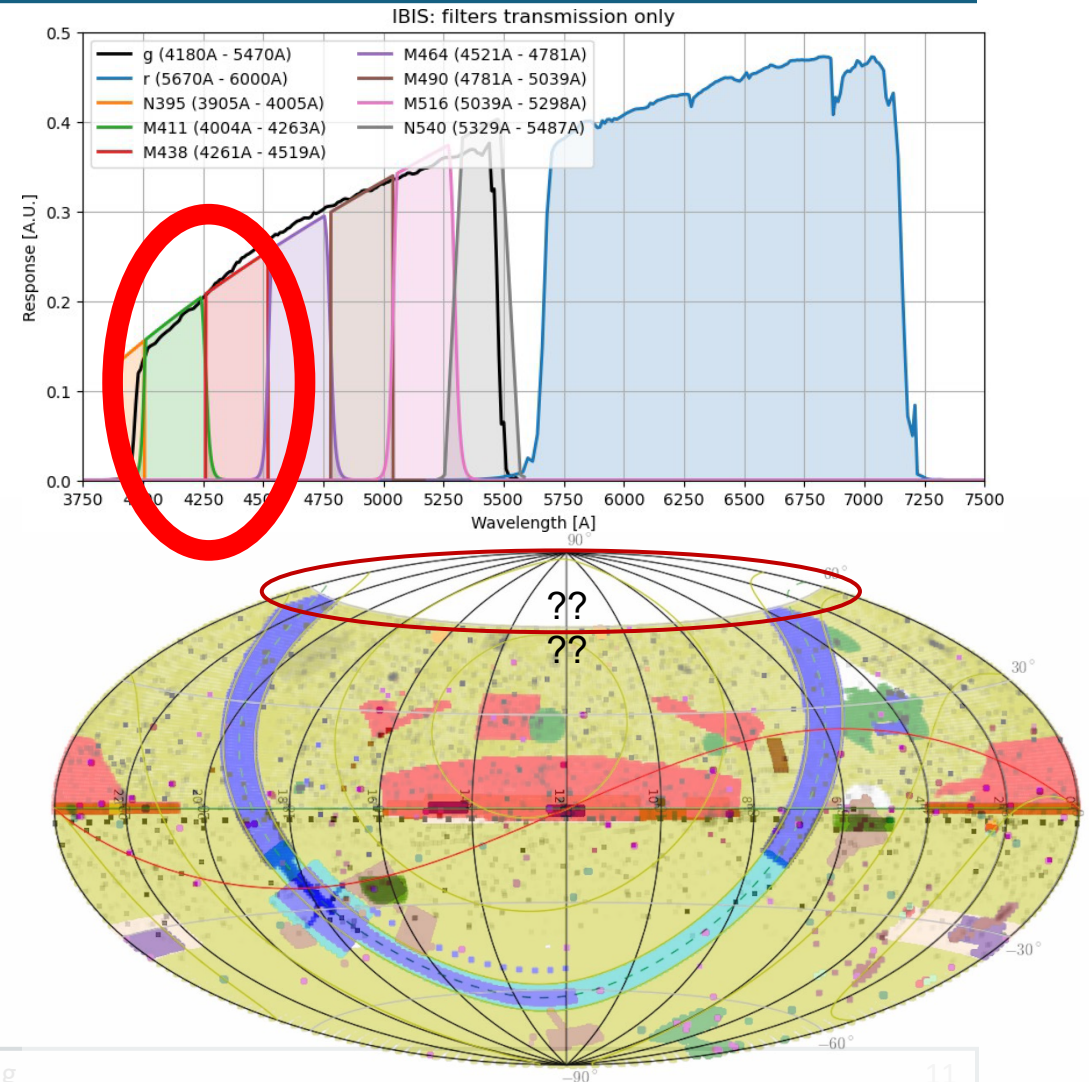 IBIS: filters transmission only
g (4180A - 5470A)
r (5670A - 6000A)
N395 (3905A - 4005A)
M411 (4004A - 4263A)
M438 (4261A - 4519A)
M464 (4521A - 4781A)
M490 (4781A - 5039A)
M516 (5039A - 5298A)
N540 (5329A - 5487A)
0.5
0.4
0.3
0.2
0.1
0.0
Response [A.U.]
3750 4250 4750 5000 5250 5500 5750 6000 6250 6500 6750 7000 7250 7500
Wavelength [A]
90°
??
??
30°
−30°
−60°
−90°
g
11